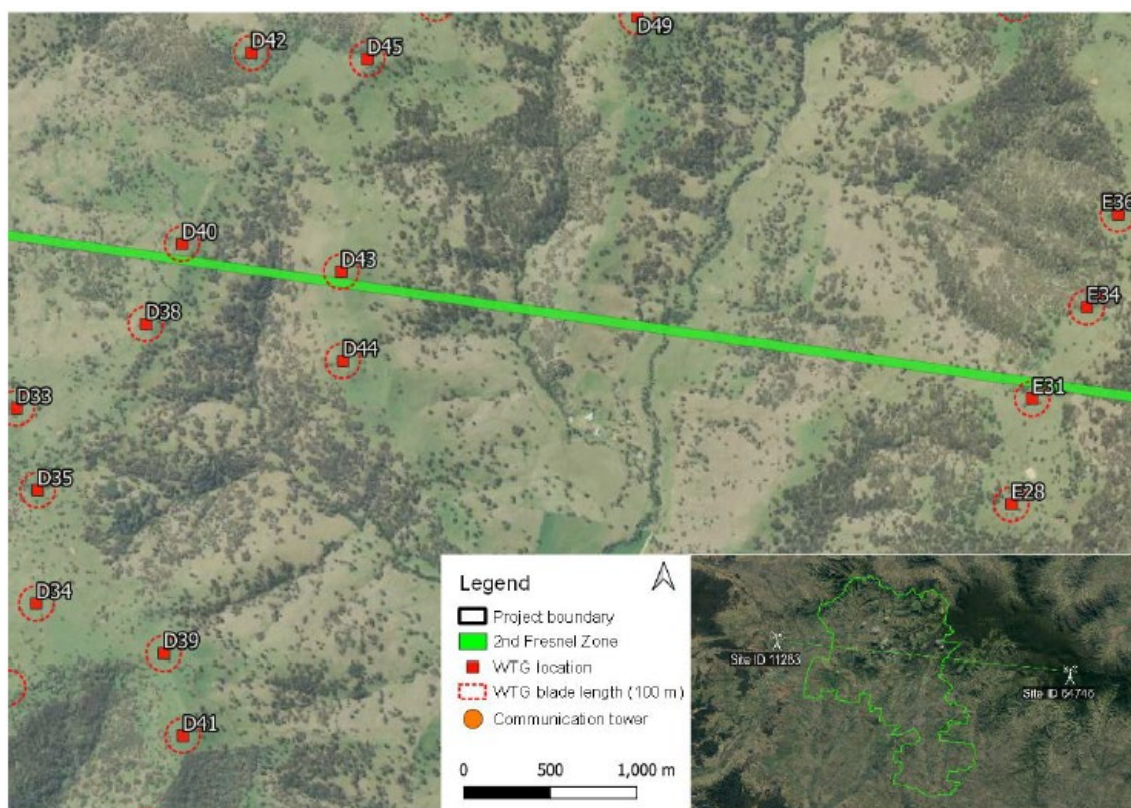 D42
D45
D49
E36
D40
D43
E34
D38
D44
E31
D33
D35
E28
D34
D39
D41
Legend
Project boundary
2nd Fresnel Zone
WTG location
WTG blade length (100 m)
Communication tower
0 500 1,000 m
Site ID 11263
Site ID 64746